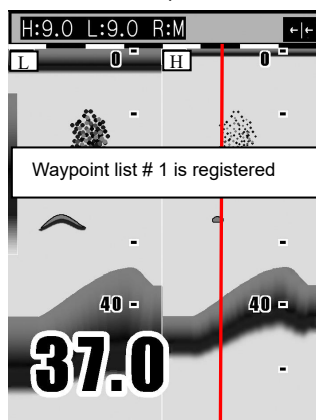 H:9.0 L:9.0 R:M ←|←
L 0 H 0
Waypoint list # 1 is registered
40 40
37.0